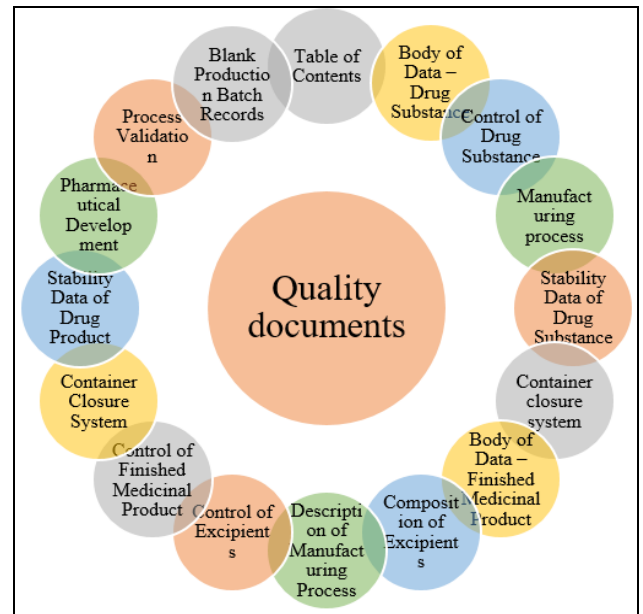 Table of
Contents
Body of
Data –
Drug
Substance
Control of
Drug
Substance
Manufact
uring
process
Stability
Data of
Drug
Substance
Container
closure
system
Body of
Data –
Finished
Medicinal
Product
Composit
ion of
Excipient
s
Descripti
on of
Manufact
uring
Process
Control of
Excipient
s
Control of
Finished
Medicinal
Product
Container
Closure
System
Stability
Data of
Drug
Product
Pharmace
utical
Develop
ment
Process
Validatio
n
Blank
Productio
n Batch
Records
Quality
documents